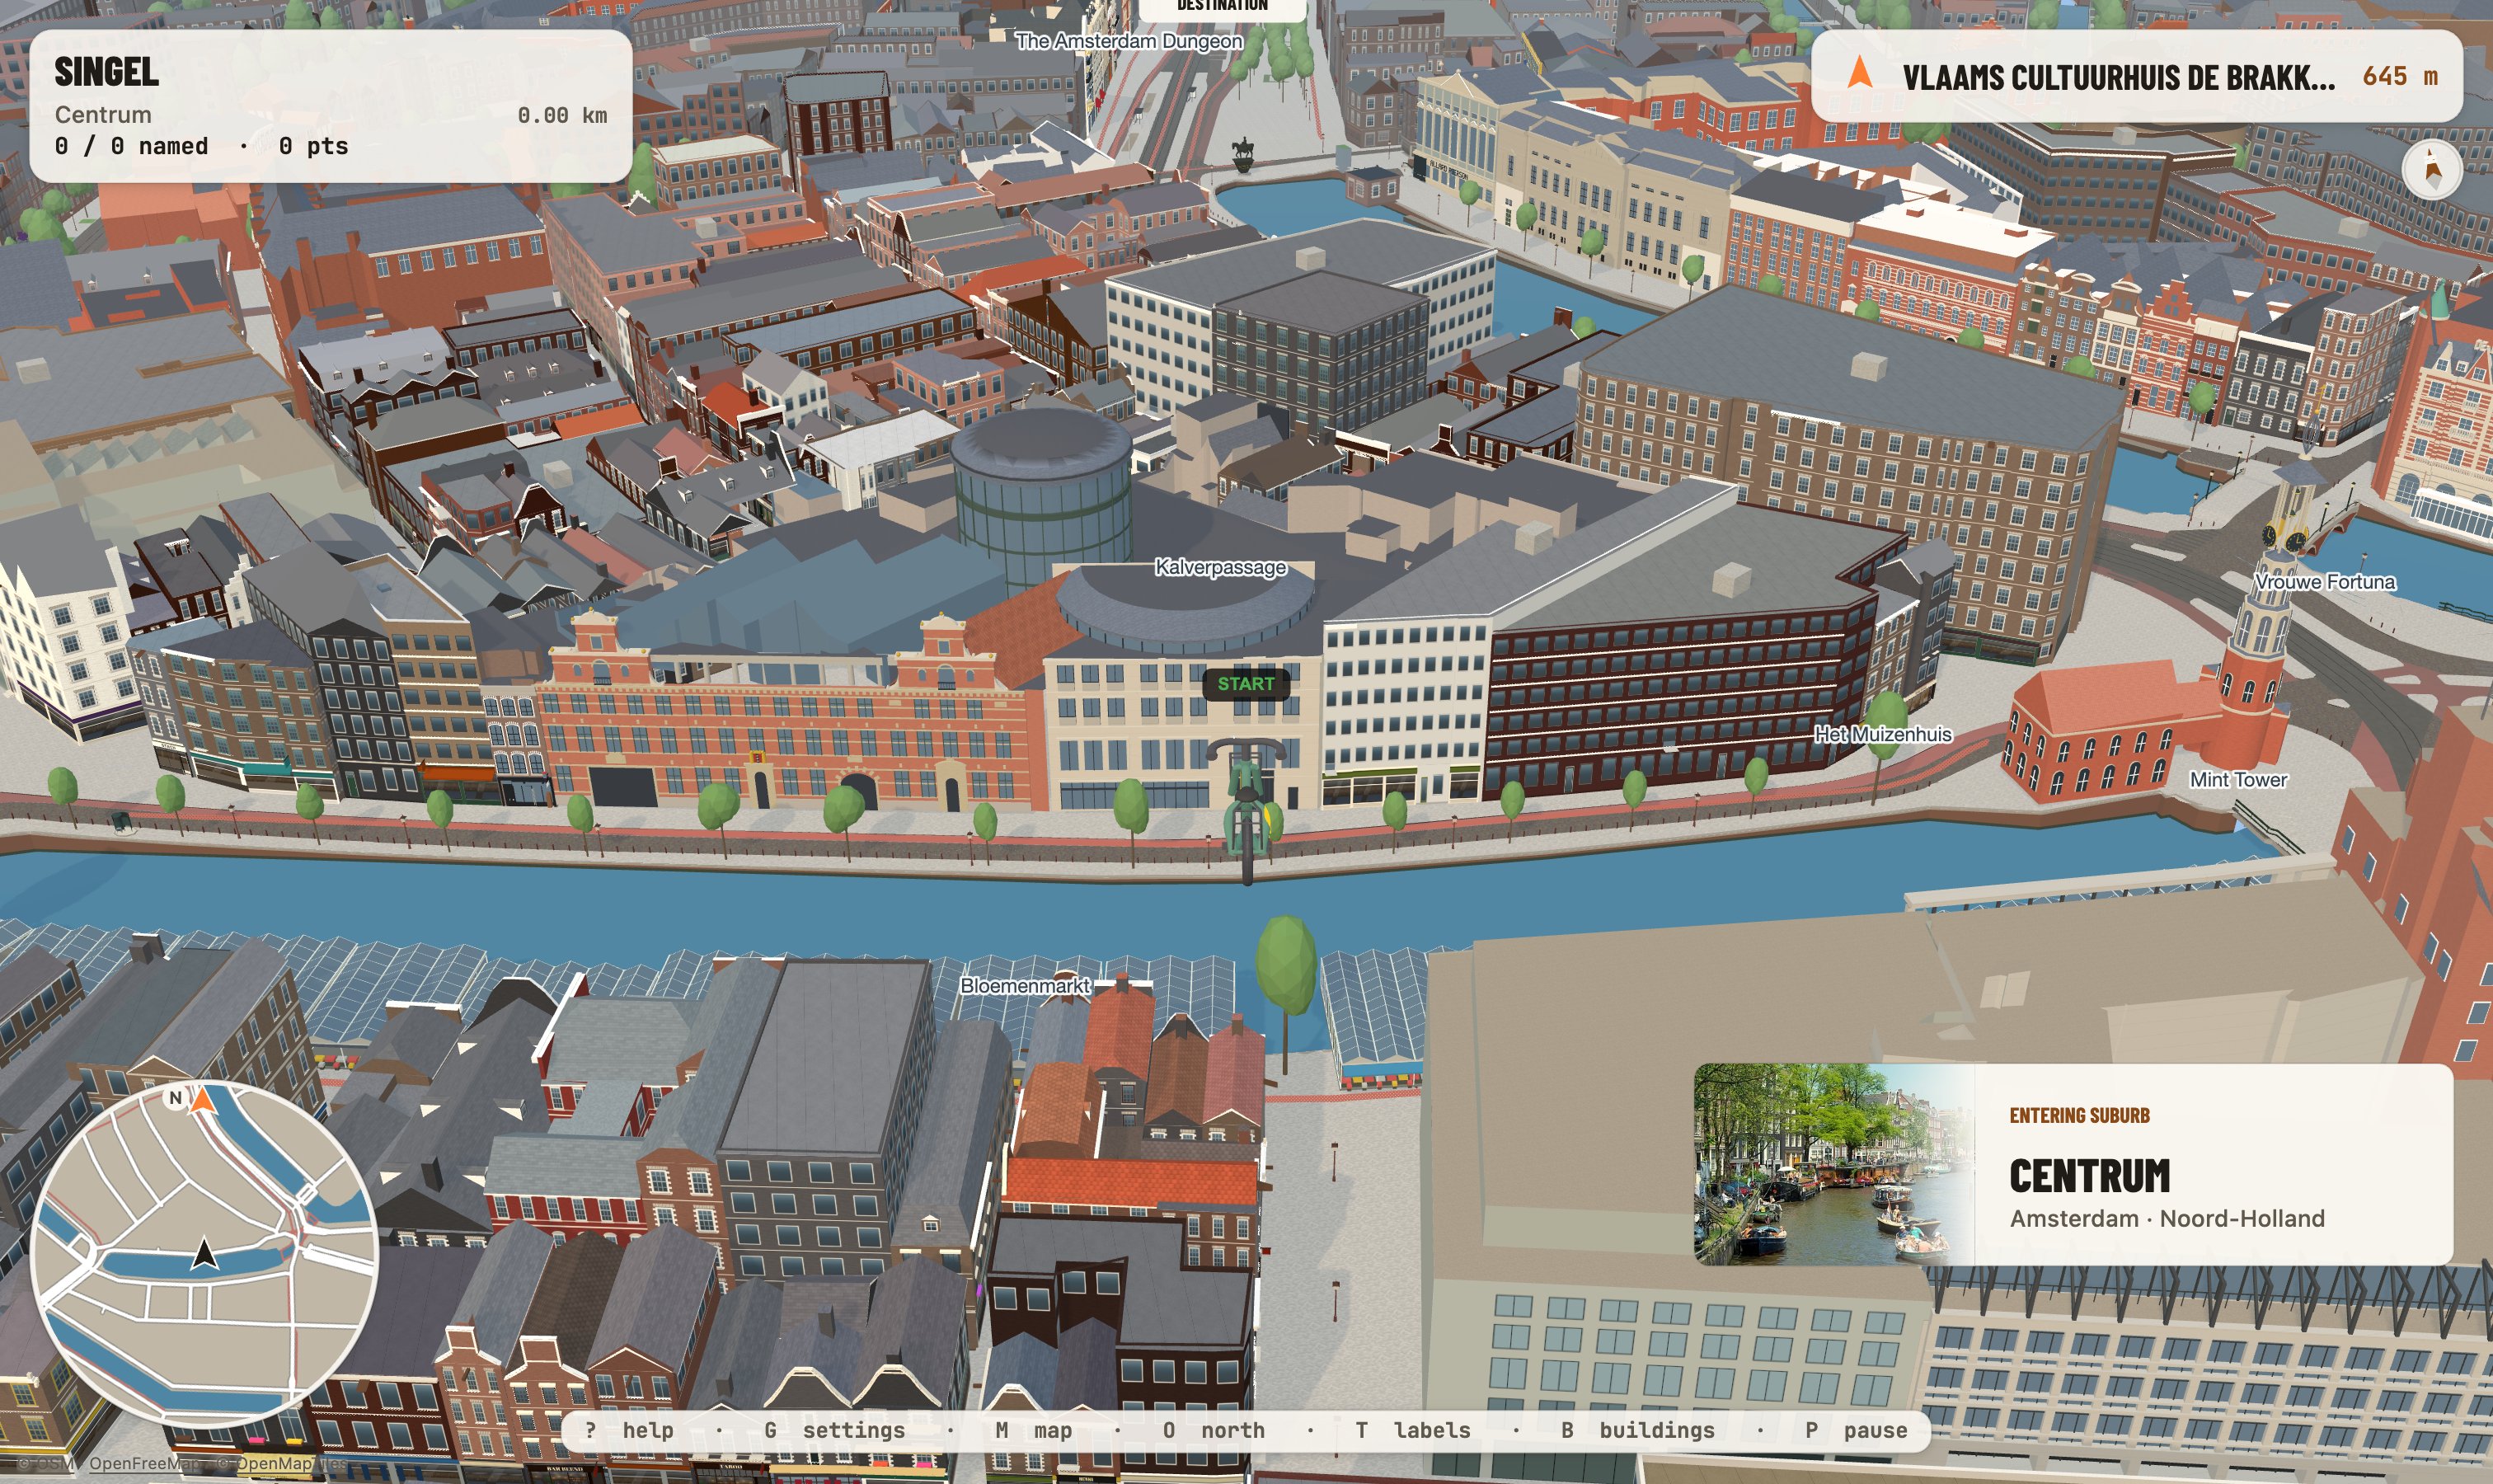 DESTINATION
The Amsterdam Dungeon
SINGEL
Centrum 0.00 km
0 / 0 named · 0 pts
VLAAMS CULTUURHUIS DE BRAKK... 645 m
ALLARD PIERSON
Kalverpassage
Vrouwe Fortuna
START
Het Muizenhuis
Mint Tower
Bloemenmarkt
N
ENTERING SUBURB
CENTRUM
Amsterdam · Noord-Holland
? help · G settings · M map · O north · T labels · B buildings · P pause
© OSM OpenFreeMap © OpenMapTiles